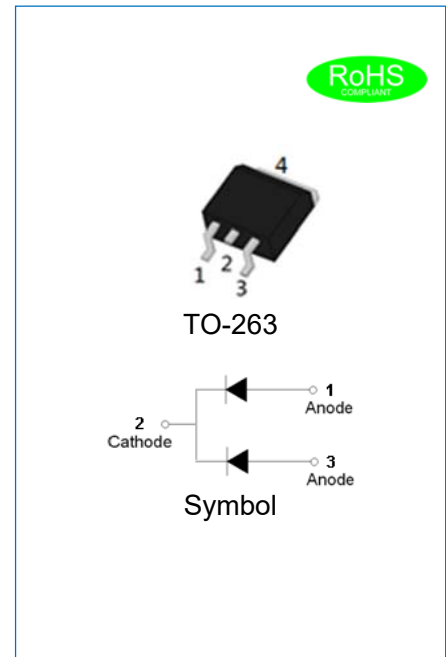 RoHS
COMPLIANT
4
1
2
3
TO-263
1
Anode
2
Cathode
3
Anode
Symbol